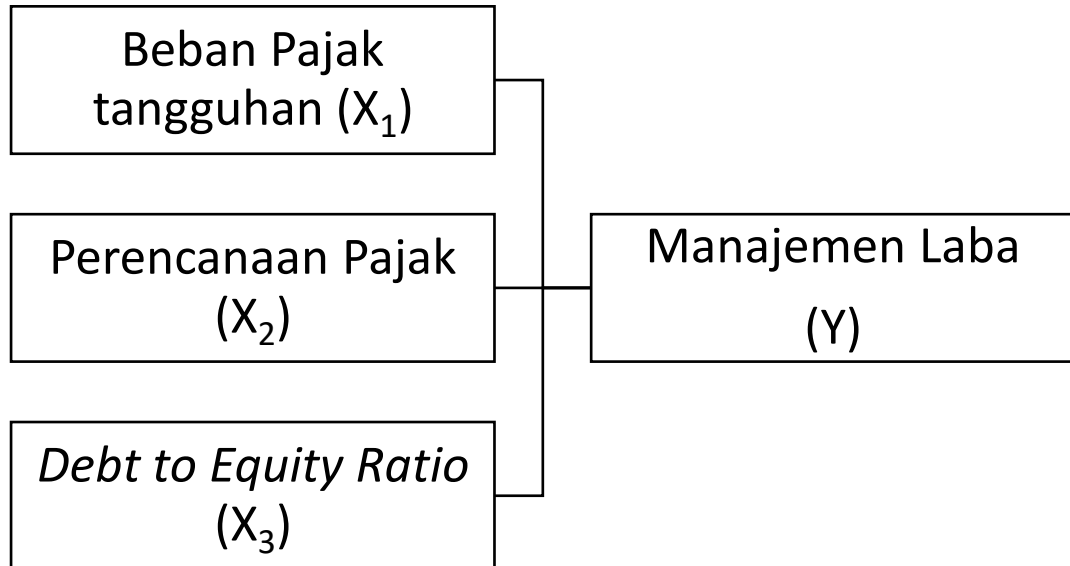 Beban Pajak
tangguhan (X₁)
Perencanaan Pajak
(X₂)
Manajemen Laba
(Y)
Debt to Equity Ratio
(X₃)